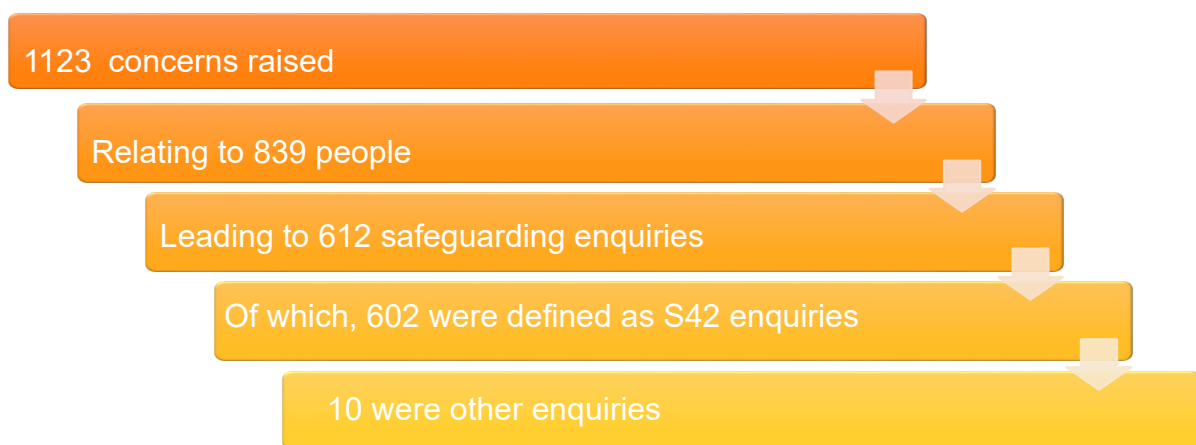 1123 concerns raised
Relating to 839 people
Leading to 612 safeguarding enquiries
Of which, 602 were defined as S42 enquiries
10 were other enquiries